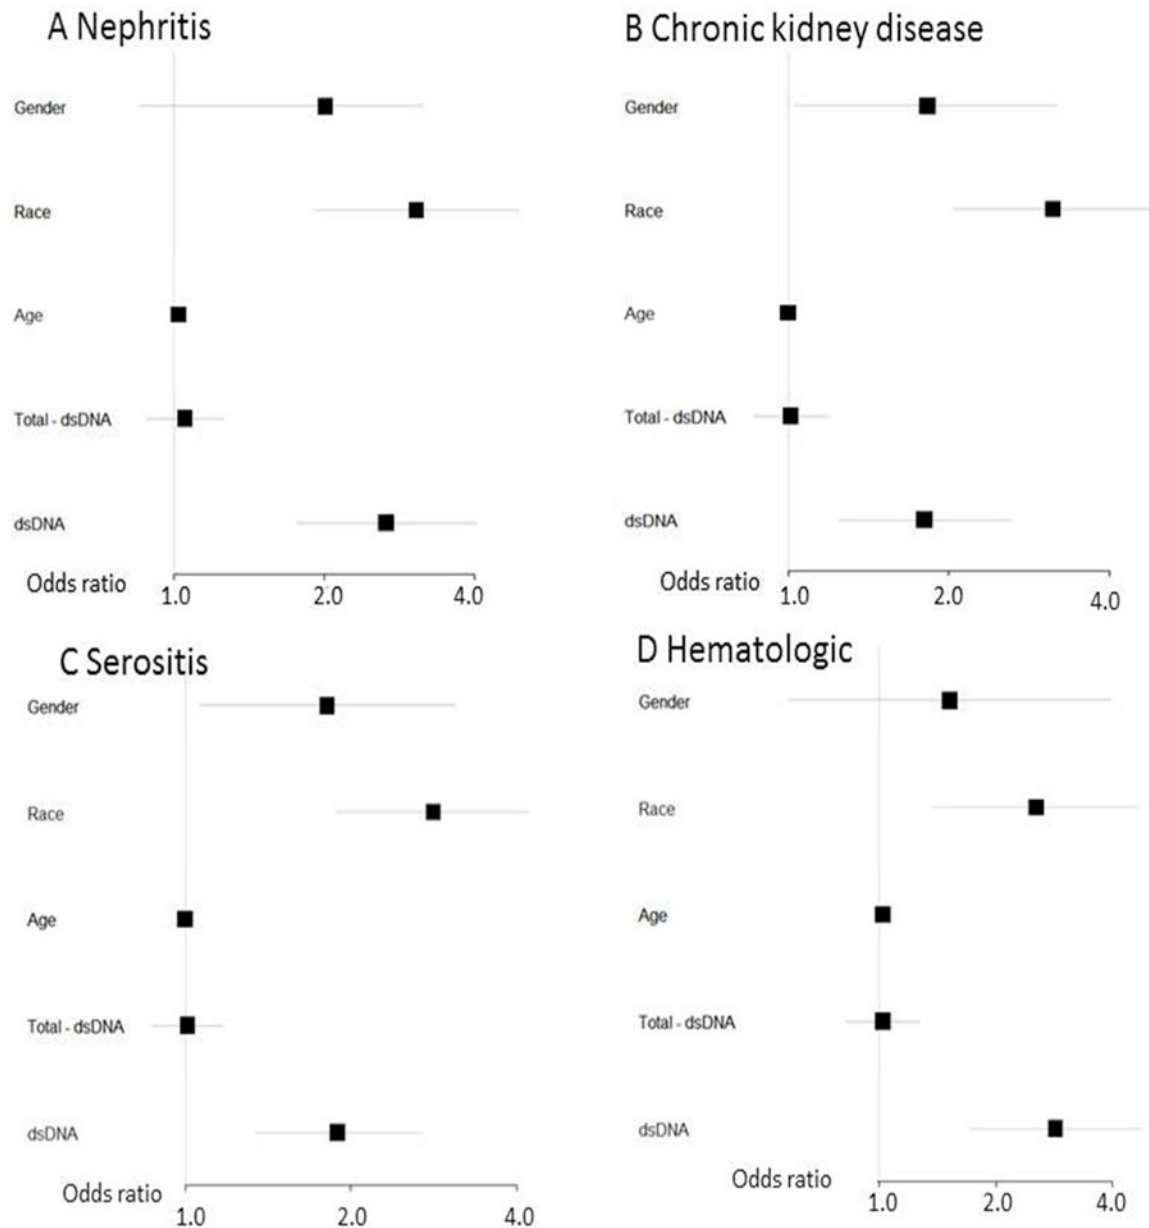 A Nephritis
Gender
Race
Age
Total - dsDNA
dsDNA
Odds ratio
1.0 2.0 4.0
B Chronic kidney disease
Gender
Race
Age
Total - dsDNA
dsDNA
Odds ratio
1.0 2.0 4.0
C Serositis
Gender
Race
Age
Total - dsDNA
dsDNA
Odds ratio
1.0 2.0 4.0
D Hematologic
Gender
Race
Age
Total - dsDNA
dsDNA
Odds ratio
1.0 2.0 4.0